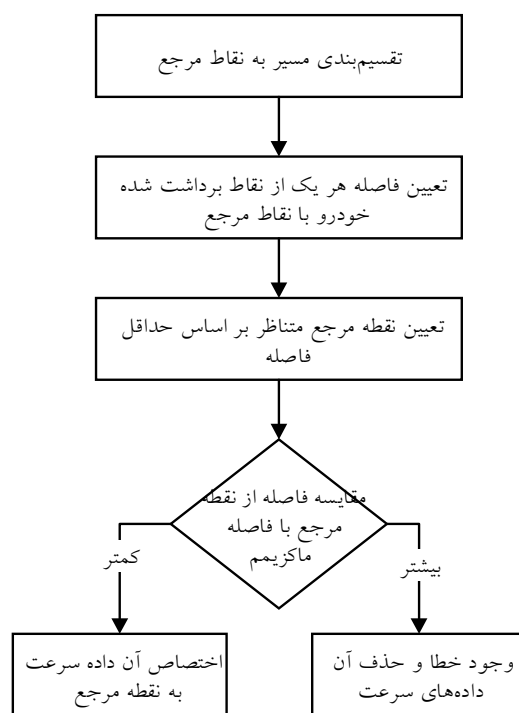 تقسیم‌بندی مسیر به نقاط مرجع
تعیین فاصله هر یک از نقاط برداشت شده
خودرو با نقاط مرجع
تعیین نقطه مرجع متناظر بر اساس حداقل
فاصله
مقایسه فاصله از نقطه
مرجع با فاصله
ماکزیمم
بیشتر
کمتر
وجود خطا و حذف آن
داده‌های سرعت
اختصاص آن داده سرعت
به نقطه مرجع